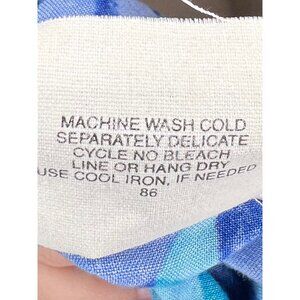 MACHINE WASH COLD
SEPARATELY DELICATE
CYCLE NO BLEACH
LINE OR HANG DRY
USE COOL IRON, IF NEEDED
86